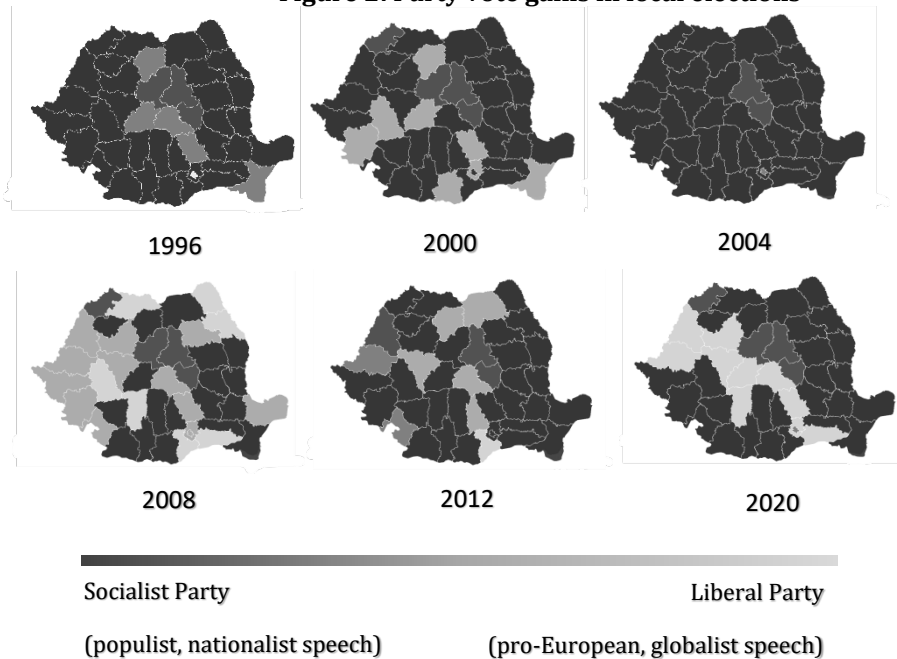 Figure 2: Party vote gains in local elections
1996
2000
2004
2008
2012
2020
Socialist Party
Liberal Party
(populist, nationalist speech)
(pro-European, globalist speech)